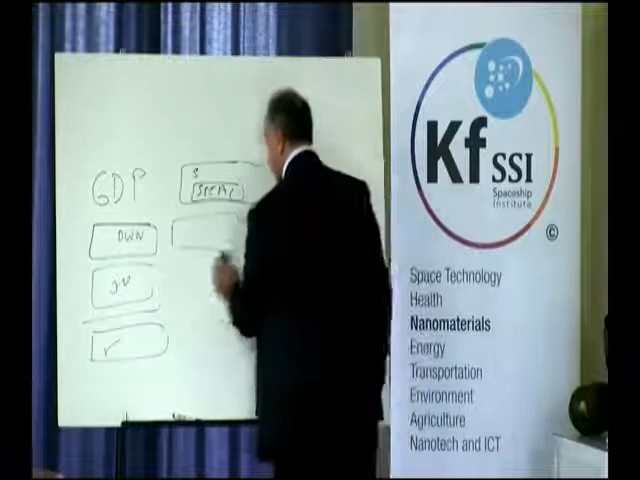 GDP
$
OWN
Kf SSI
Spaceship
Institute
©
Space Technology
Health
Nanomaterials
Energy
Transportation
Environment
Agriculture
Nanotech and ICT